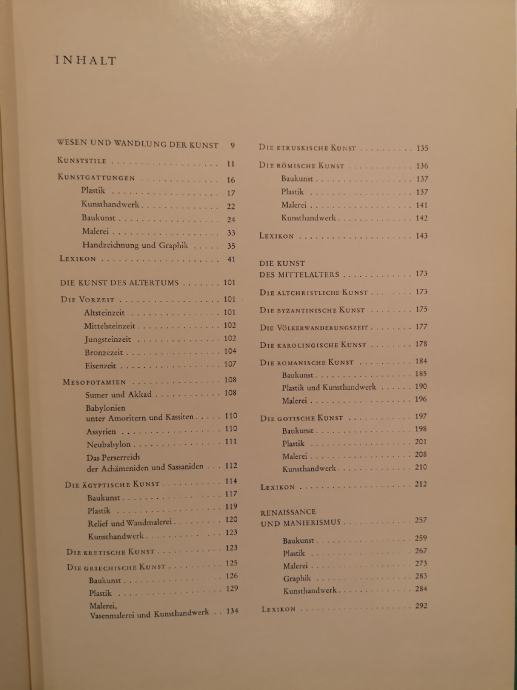 INHALT
WESEN UND WANDLUNG DER KUNST 9
KUNSTSTILE . . . . . . . . . . . . . . . . . . . 11
KUNSTGATTUNGEN . . . . . . . . . . . . . . 16
Plastik . . . . . . . . . . . . . . . . . . 17
Kunsthandwerk . . . . . . . . . . . . . 22
Baukunst . . . . . . . . . . . . . . . . . 24
Malerei . . . . . . . . . . . . . . . . . . 33
Handzeichnung und Graphik . . . . . 35
LEXIKON . . . . . . . . . . . . . . . . . . . . . 41
DIE KUNST DES ALTERTUMS . . . . . . . 101
DIE VORZEIT . . . . . . . . . . . . . . . . . 101
Altsteinzeit . . . . . . . . . . . . . . . . 101
Mittelsteinzeit . . . . . . . . . . . . . . 102
Jungsteinzeit . . . . . . . . . . . . . . . 102
Bronzezeit . . . . . . . . . . . . . . . . . 104
Eisenzeit . . . . . . . . . . . . . . . . . . 107
MESOPOTAMIEN . . . . . . . . . . . . . . . . 108
Sumer und Akkad . . . . . . . . . . . . 108
Babylonien
unter Amoritern und Kassiten . . . . 110
Assyrien . . . . . . . . . . . . . . . . . . 110
Neubabylon . . . . . . . . . . . . . . . . 111
Das Perserreich
der Achämeniden und Sassaniden . . . 112
DIE ÄGYPTISCHE KUNST . . . . . . . . . . 114
Baukunst . . . . . . . . . . . . . . . . . . 117
Plastik . . . . . . . . . . . . . . . . . . . 119
Relief und Wandmalerei . . . . . . . . 120
Kunsthandwerk . . . . . . . . . . . . . . 123
DIE KRETISCHE KUNST . . . . . . . . . . . 123
DIE GRIECHISCHE KUNST . . . . . . . . . 125
Baukunst . . . . . . . . . . . . . . . . . . 126
Plastik . . . . . . . . . . . . . . . . . . . 129
Malerei,
Vasenmalerei und Kunsthandwerk . . 134
DIE ETRUSKISCHE KUNST . . . . . . . . . . 135
DIE RÖMISCHE KUNST . . . . . . . . . . . . 136
Baukunst . . . . . . . . . . . . . . . . . . 137
Plastik . . . . . . . . . . . . . . . . . . . 137
Malerei . . . . . . . . . . . . . . . . . . . 141
Kunsthandwerk . . . . . . . . . . . . . . 142
LEXIKON . . . . . . . . . . . . . . . . . . . . . 143
DIE KUNST
DES MITTELALTERS . . . . . . . . . . . . . 173
DIE ALTCHRISTLICHE KUNST . . . . . . . . 173
DIE BYZANTINISCHE KUNST . . . . . . . . 175
DIE VÖLKERWANDERUNGSZEIT . . . . . . . 177
DIE KAROLINGISCHE KUNST . . . . . . . . 178
DIE ROMANISCHE KUNST . . . . . . . . . . 184
Baukunst . . . . . . . . . . . . . . . . . . 185
Plastik und Kunsthandwerk . . . . . . 190
Malerei . . . . . . . . . . . . . . . . . . . 196
DIE GOTISCHE KUNST . . . . . . . . . . . . 197
Baukunst . . . . . . . . . . . . . . . . . . 198
Plastik . . . . . . . . . . . . . . . . . . . 201
Malerei . . . . . . . . . . . . . . . . . . . 208
Kunsthandwerk . . . . . . . . . . . . . . 210
LEXIKON . . . . . . . . . . . . . . . . . . . . . 212
RENAISSANCE
UND MANIERISMUS . . . . . . . . . . . . . 257
Baukunst . . . . . . . . . . . . . . . . . . 259
Plastik . . . . . . . . . . . . . . . . . . . 267
Malerei . . . . . . . . . . . . . . . . . . . 273
Graphik . . . . . . . . . . . . . . . . . . . 283
Kunsthandwerk . . . . . . . . . . . . . . 284
LEXIKON . . . . . . . . . . . . . . . . . . . . . 292